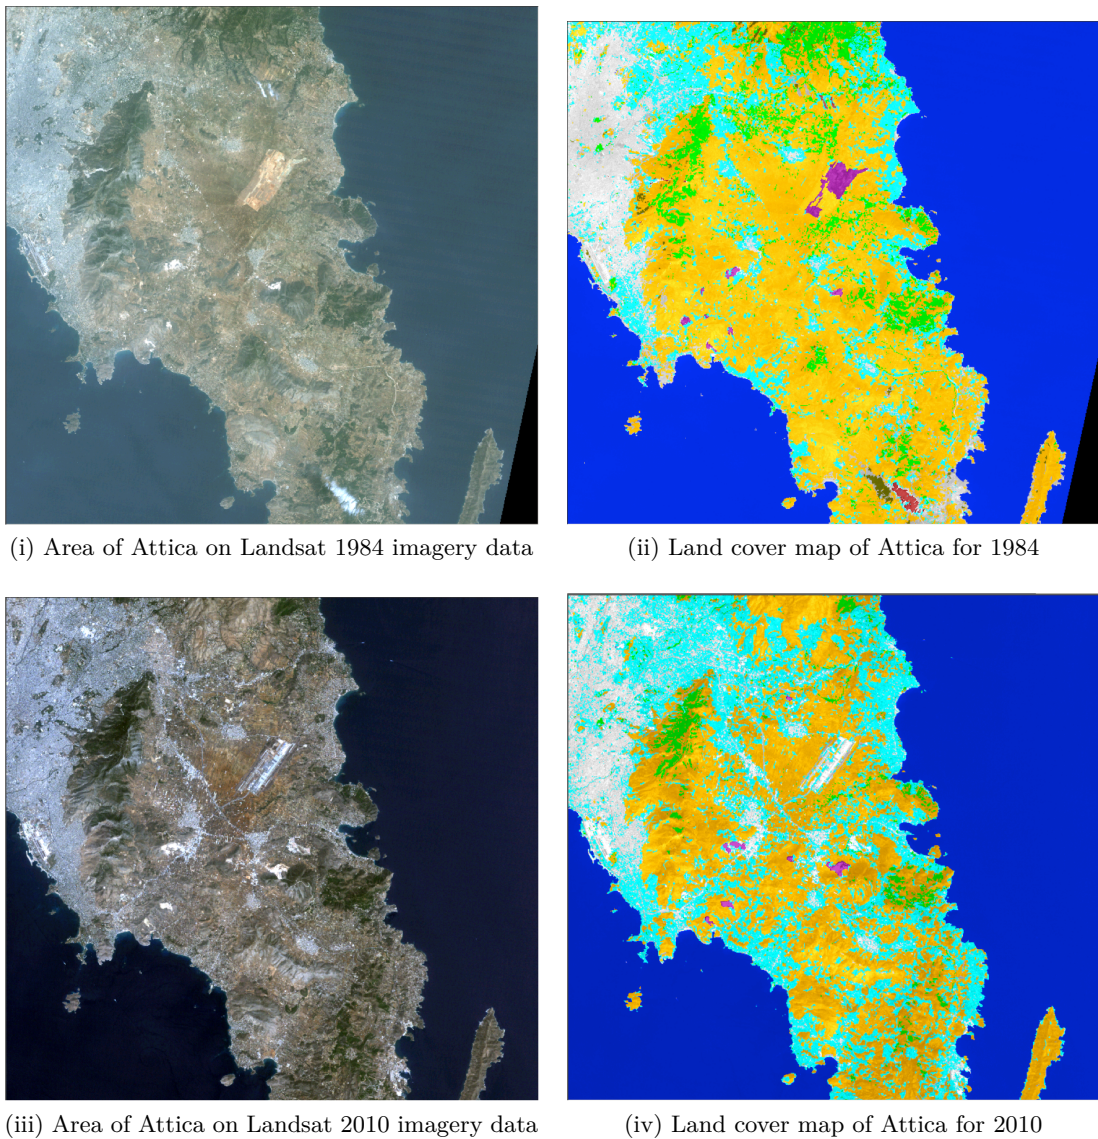 (i) Area of Attica on Landsat 1984 imagery data
(ii) Land cover map of Attica for 1984
(iii) Area of Attica on Landsat 2010 imagery data
(iv) Land cover map of Attica for 2010